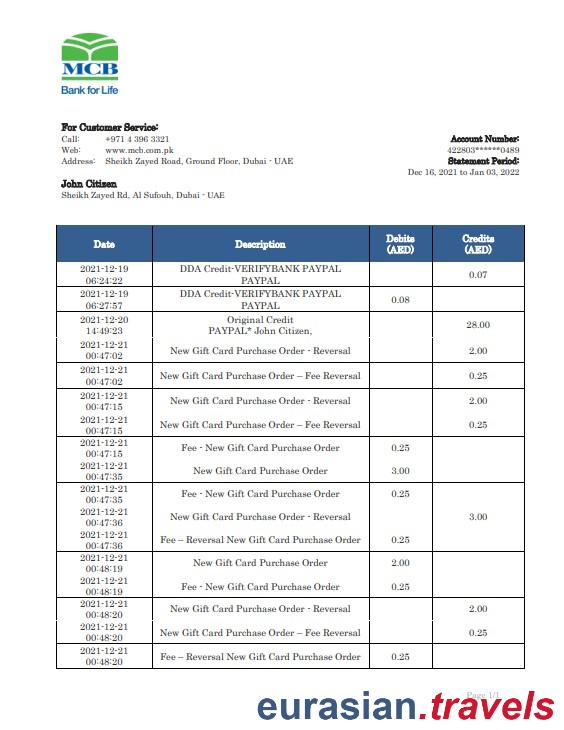 MCB
Bank for Life
For Customer Service:
Call: +971 4 396 3321
Web: www.mcb.com.pk
Address: Sheikh Zayed Road, Ground Floor, Dubai - UAE
Account Number:
422803******0489
Statement Period:
Dec 16, 2021 to Jan 03, 2022
John Citizen
Sheikh Zayed Rd, Al Sufouh, Dubai - UAE
Date Description Debits (AED) Credits (AED)
2021-12-19 06:24:22 DDA Credit-VERIFYBANK PAYPAL PAYPAL 0.07
2021-12-19 06:27:57 DDA Credit-VERIFYBANK PAYPAL PAYPAL 0.08
2021-12-20 14:49:23 Original Credit PAYPAL* John Citizen, 28.00
2021-12-21 00:47:02 New Gift Card Purchase Order - Reversal 2.00
2021-12-21 00:47:02 New Gift Card Purchase Order – Fee Reversal 0.25
2021-12-21 00:47:15 New Gift Card Purchase Order - Reversal 2.00
2021-12-21 00:47:15 New Gift Card Purchase Order – Fee Reversal 0.25
2021-12-21 00:47:15 Fee - New Gift Card Purchase Order 0.25
2021-12-21 00:47:35 New Gift Card Purchase Order 3.00
2021-12-21 00:47:35 Fee - New Gift Card Purchase Order 0.25
2021-12-21 00:47:36 New Gift Card Purchase Order - Reversal 3.00
2021-12-21 00:47:36 Fee – Reversal New Gift Card Purchase Order 0.25
2021-12-21 00:48:19 New Gift Card Purchase Order 2.00
2021-12-21 00:48:19 Fee - New Gift Card Purchase Order 0.25
2021-12-21 00:48:20 New Gift Card Purchase Order - Reversal 2.00
2021-12-21 00:48:20 New Gift Card Purchase Order – Fee Reversal 0.25
2021-12-21 00:48:20 Fee – Reversal New Gift Card Purchase Order 0.25
Page 1/1
eurasian.travels